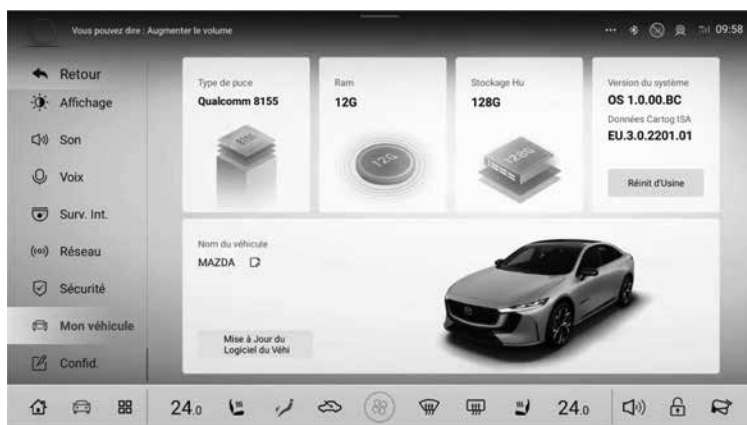 Vous pouvez dire : Augmenter le volume
09:58
Retour
Affichage
Son
Voix
Surv. Int.
Réseau
Sécurité
Mon véhicule
Confid.
Type de puce
Qualcomm 8155
8155
Ram
12G
12G
Stockage Hu
128G
128G
Version du système
OS 1.0.00.BC
Données Cartog ISA
EU.3.0.2201.01
Réinit d'Usine
Nom du véhicule
MAZDA
Mise à Jour du
Logiciel du Véhi
24.0
24.0